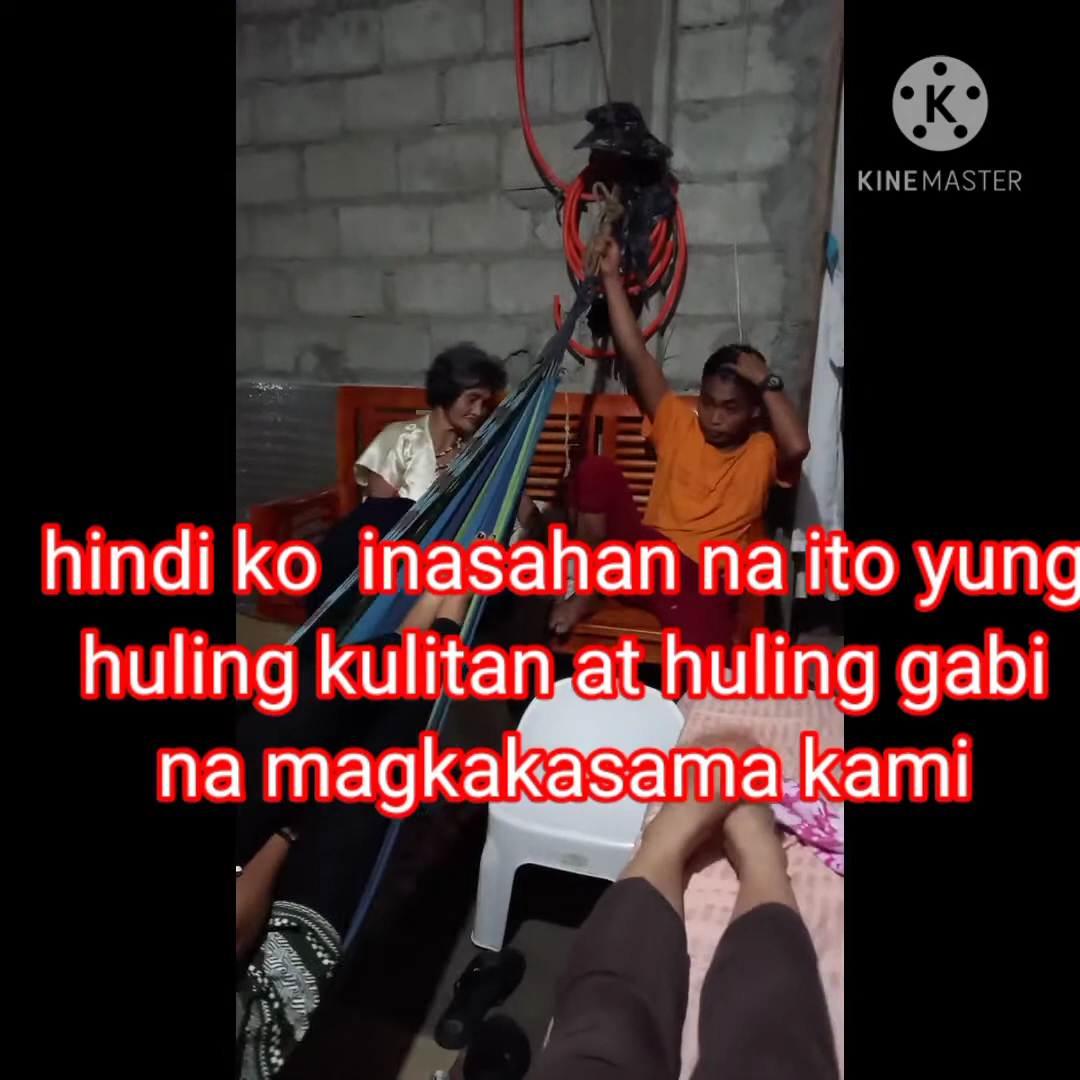 K
KINEMASTER
hindi ko inasahan na ito yung
huling kulitan at huling gabi
na magkakasama kami